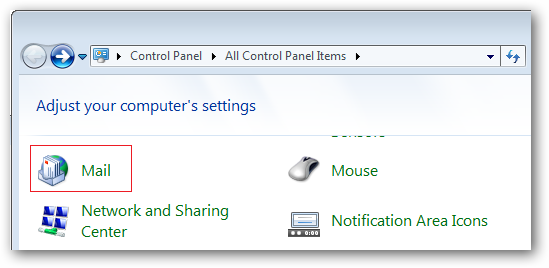 Control Panel All Control Panel Items
Adjust your computer's settings
Mail
Mouse
Network and Sharing
Center
Notification Area Icons